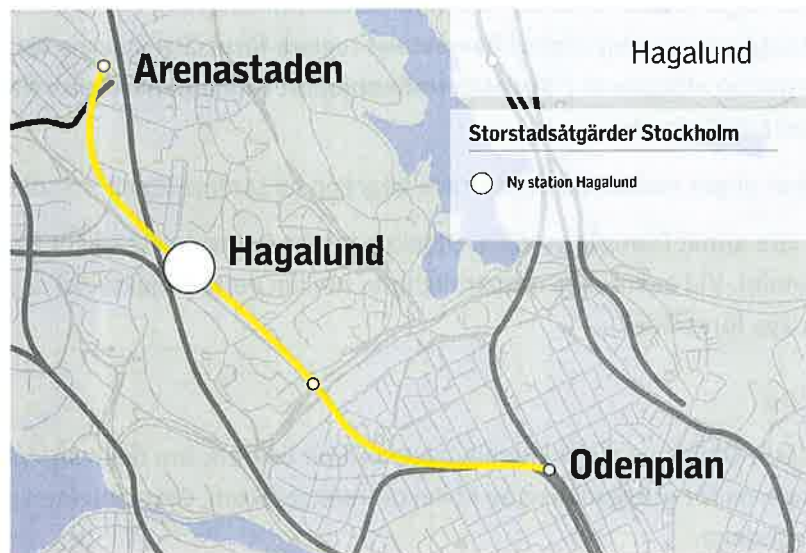 Arenastaden
Hagalund
Storstadsåtgärder Stockholm
Ny station Hagalund
Hagalund
Odenplan